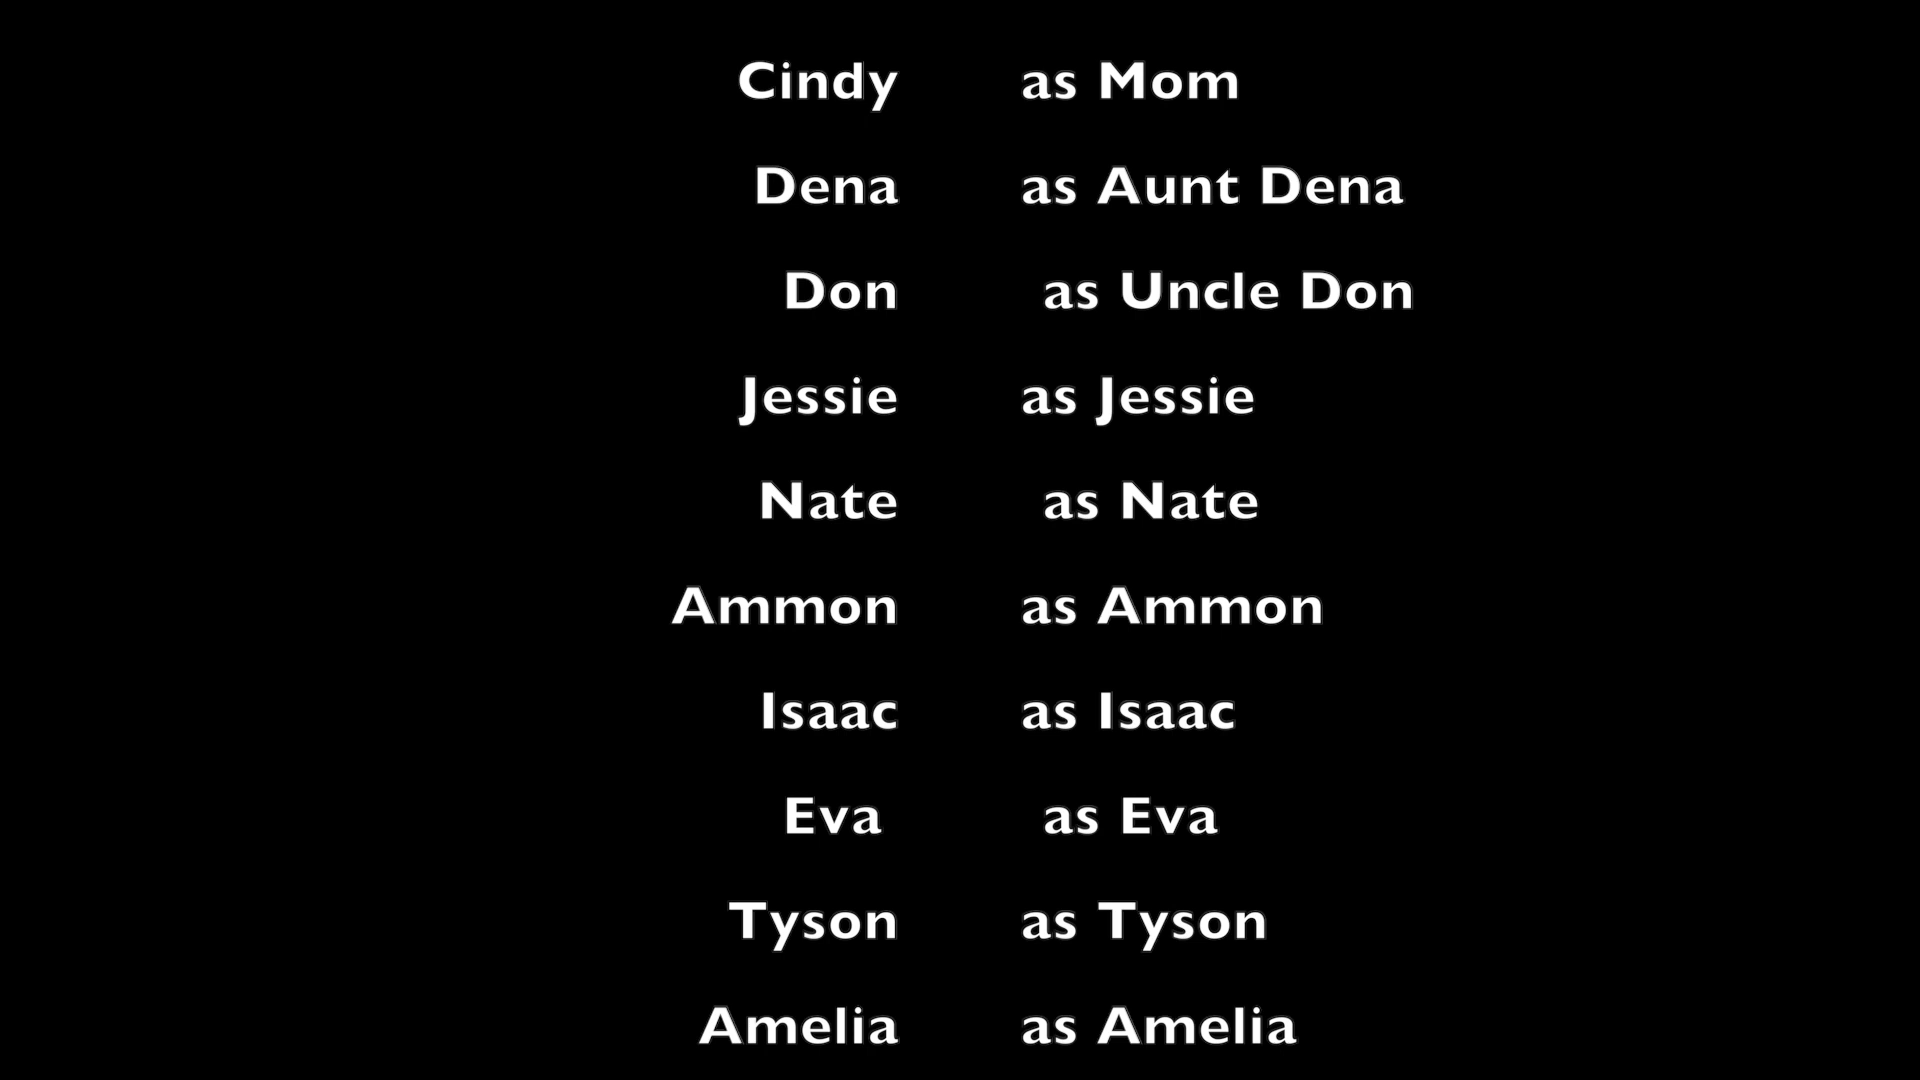 Cindy as Mom
Dena as Aunt Dena
Don as Uncle Don
Jessie as Jessie
Nate as Nate
Ammon as Ammon
Isaac as Isaac
Eva as Eva
Tyson as Tyson
Amelia as Amelia